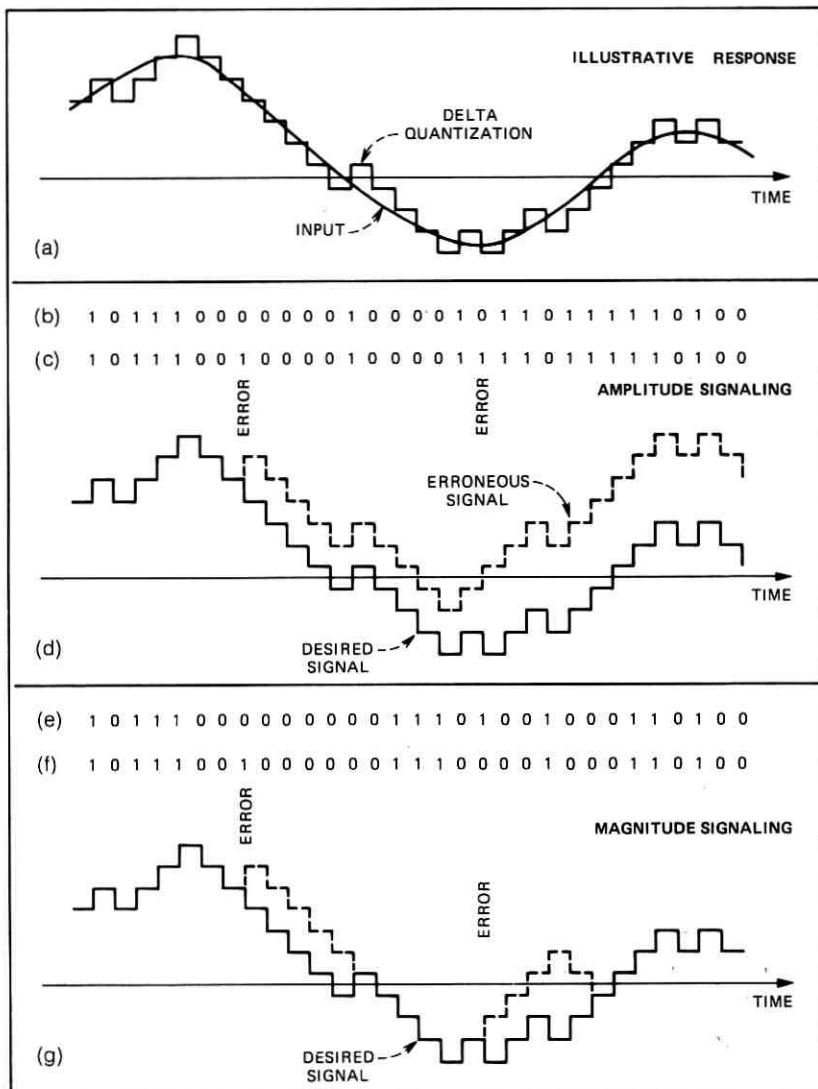 ILLUSTRATIVE RESPONSE
DELTA
QUANTIZATION
TIME
INPUT
(a)
(b) 1 0 1 1 1 0 0 0 0 0 0 0 1 0 0 0 0 1 0 1 1 0 1 1 1 1 1 0 1 0 0
(c) 1 0 1 1 1 0 0 1 0 0 0 0 1 0 0 0 0 1 1 1 1 0 1 1 1 1 1 0 1 0 0
ERROR
ERROR
AMPLITUDE SIGNALING
ERRONEOUS
SIGNAL
TIME
DESIRED
SIGNAL
(d)
(e) 1 0 1 1 1 0 0 0 0 0 0 0 0 0 1 1 1 0 1 0 0 1 0 0 0 1 1 0 1 0 0
(f) 1 0 1 1 1 0 0 1 0 0 0 0 0 0 1 1 1 0 0 0 0 1 0 0 0 1 1 0 1 0 0
ERROR
MAGNITUDE SIGNALING
ERROR
TIME
DESIRED
SIGNAL
(g)